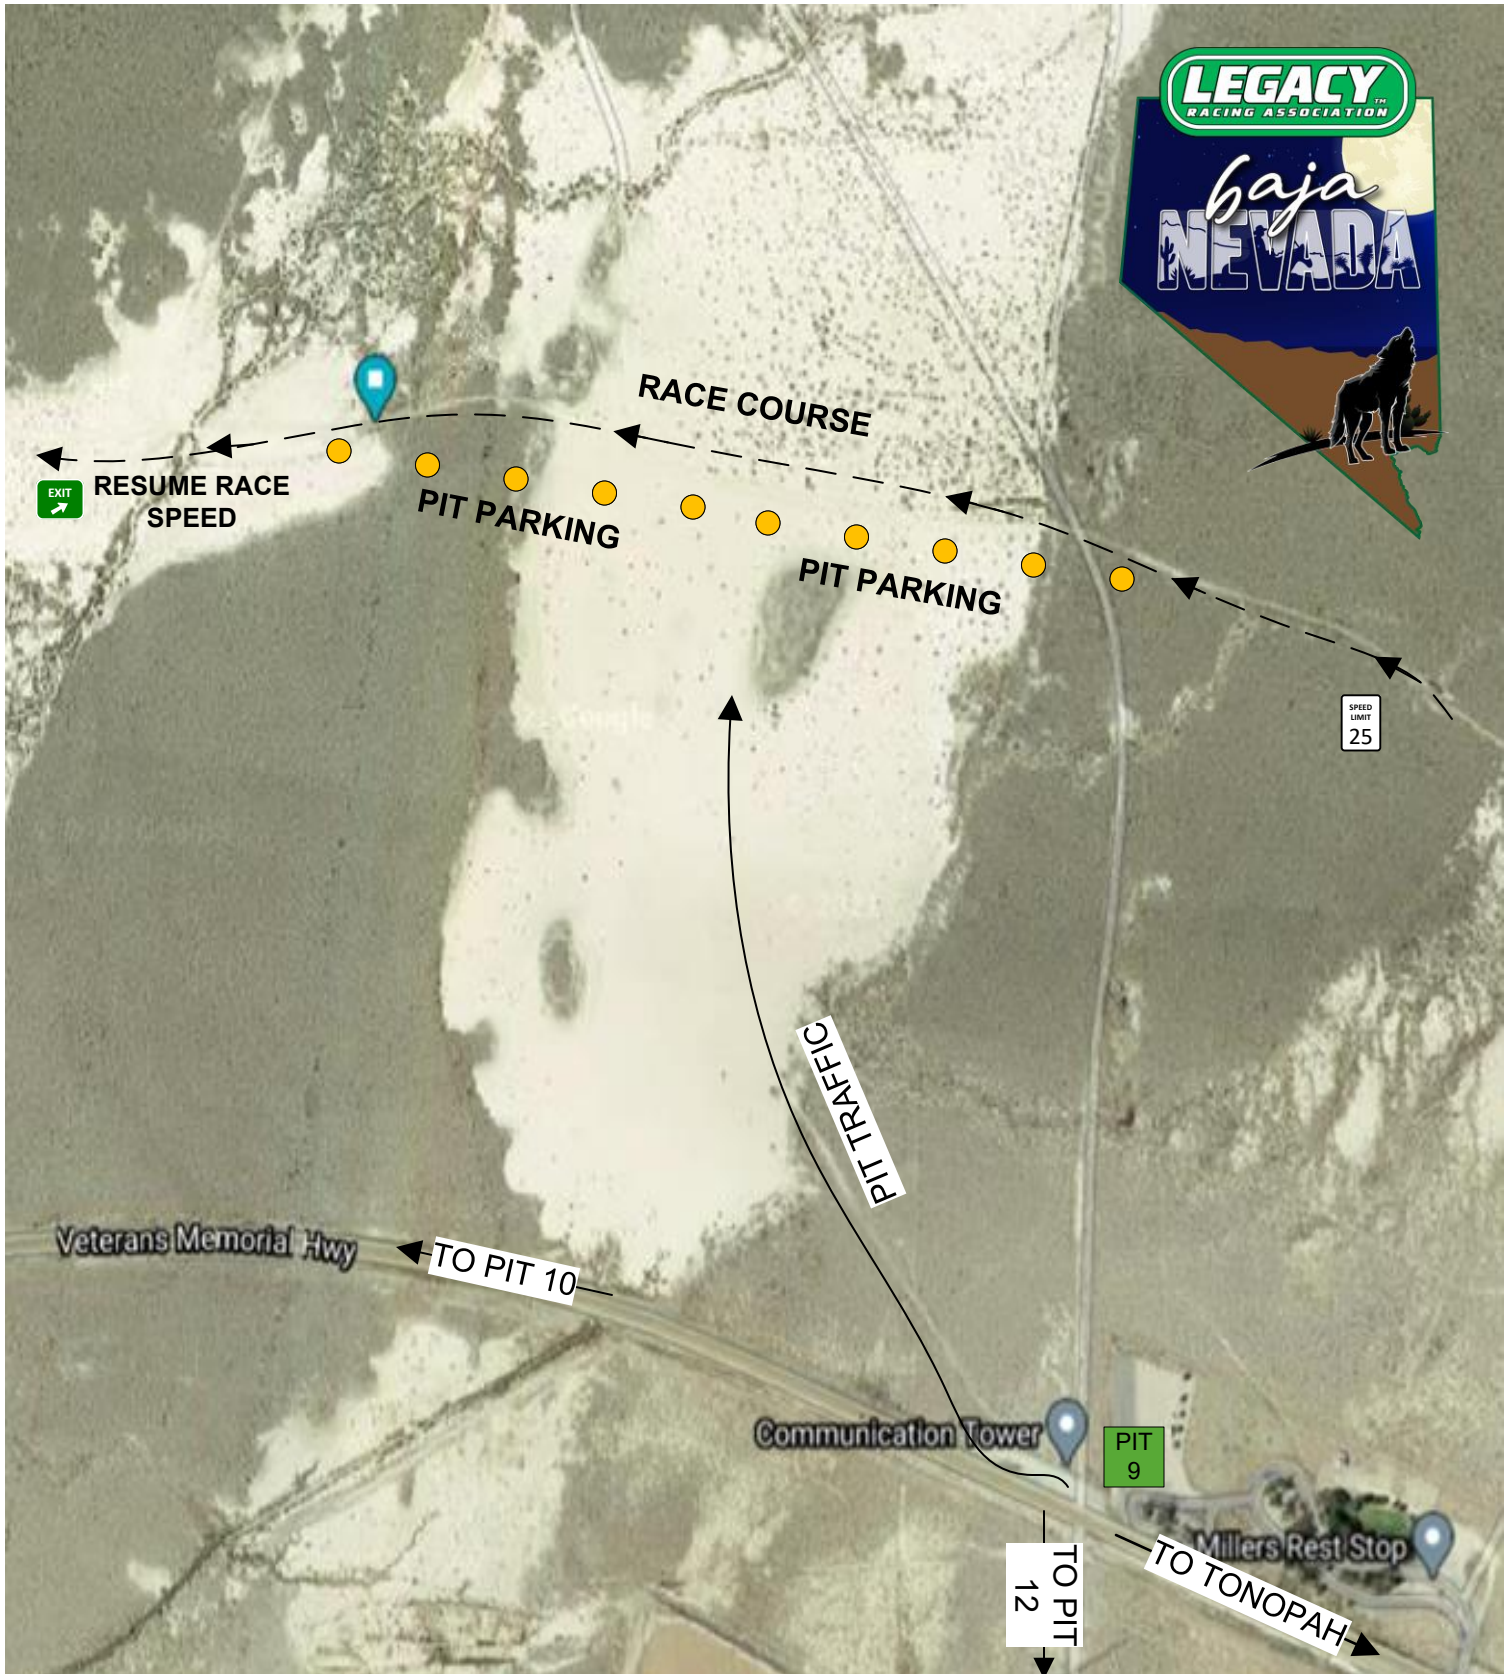 LEGACY
TM
RACING ASSOCIATION
baja
NEVADA
RACE COURSE
EXIT
RESUME RACE
SPEED
PIT PARKING
PIT PARKING
SPEED
LIMIT
25
PIT TRAFFIC
Veterans Memorial Hwy
TO PIT 10
Communication Tower
PIT
9
Millers Rest Stop
TO PIT
12
TO TONOPAH